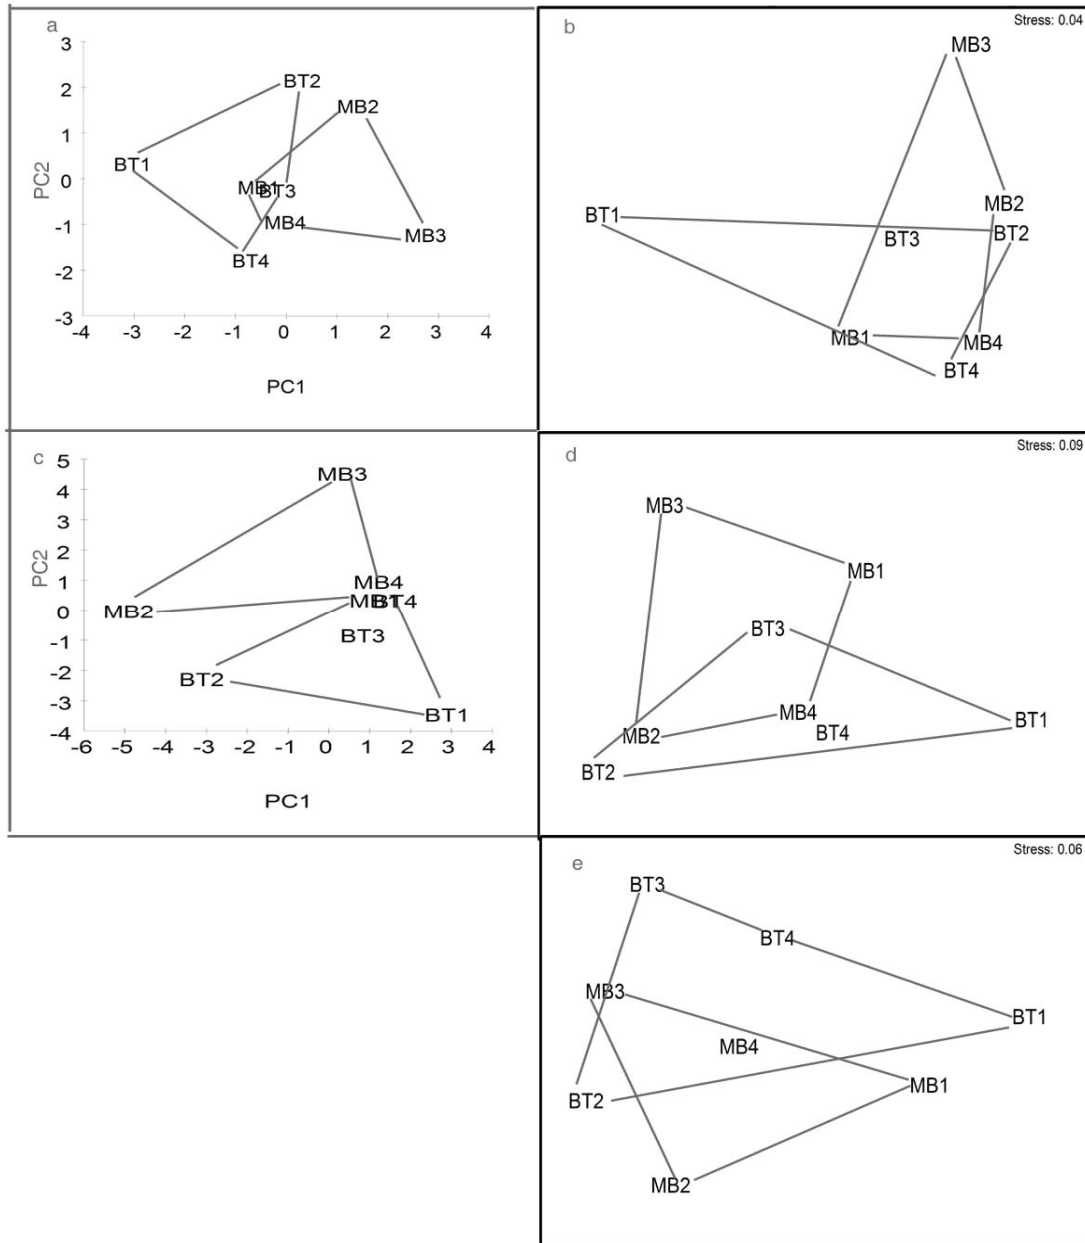 a
3
2
1
0
-1
-2
-3
PC2
BT2
MB2
BT1
MB1
BT3
MB4
MB3
BT4
-4 -3 -2 -1 0 1 2 3 4
PC1
b
Stress: 0.04
MB3
BT1
MB2
BT2
BT3
MB1
MB4
BT4
c
5
4
3
2
1
0
-1
-2
-3
-4
PC2
MB3
MB4
MB2
MB1
BT4
BT3
BT2
BT1
-6 -5 -4 -3 -2 -1 0 1 2 3 4
PC1
d
Stress: 0.09
MB3
MB1
BT3
MB4
BT1
MB2
BT4
BT2
e
Stress: 0.06
BT3
BT4
MB3
BT1
MB4
MB1
BT2
MB2